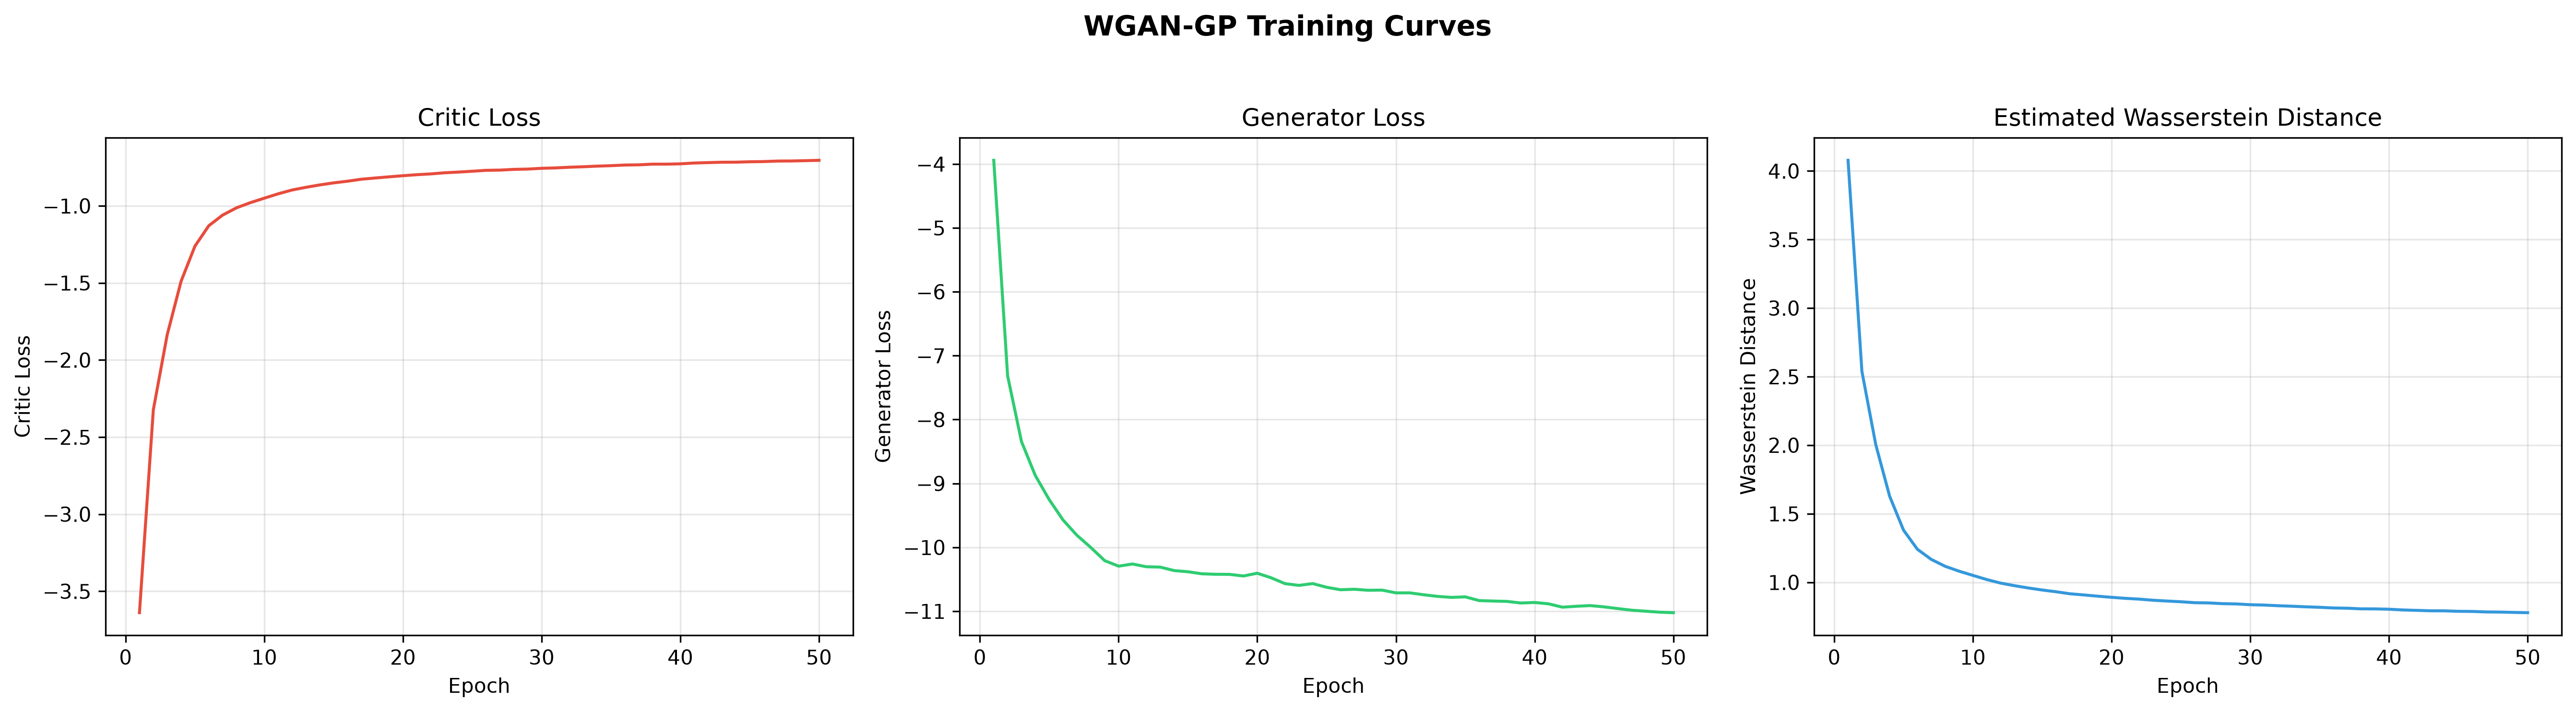 WGAN-GP Training Curves
Critic Loss
Critic Loss
−1.0
−1.5
−2.0
−2.5
−3.0
−3.5
0 10 20 30 40 50
Epoch
Generator Loss
Generator Loss
−4
−5
−6
−7
−8
−9
−10
−11
0 10 20 30 40 50
Epoch
Estimated Wasserstein Distance
Wasserstein Distance
4.0
3.5
3.0
2.5
2.0
1.5
1.0
0 10 20 30 40 50
Epoch